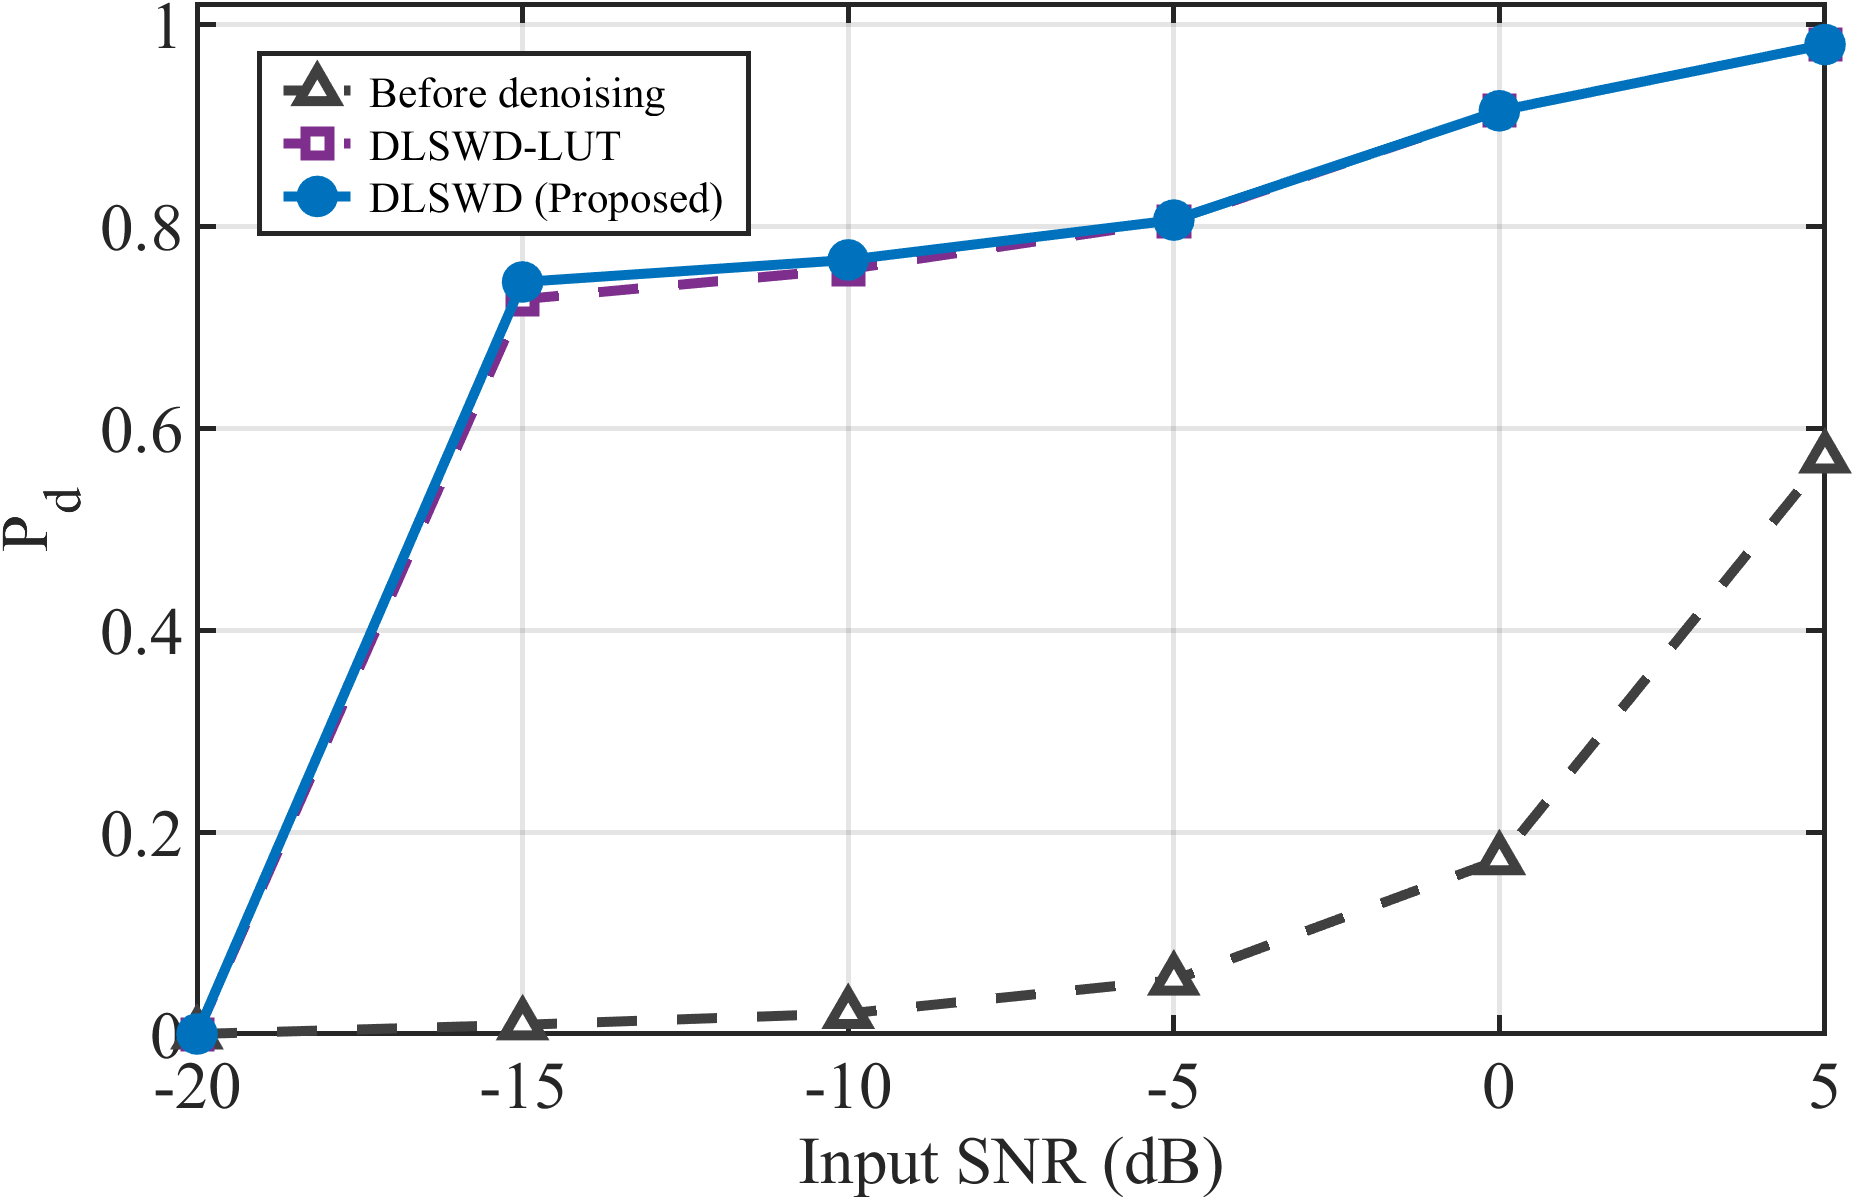 1
0.8
0.6
0.4
0.2
0
P d
Before denoising
DLSWD-LUT
DLSWD (Proposed)
-20 -15 -10 -5 0 5
Input SNR (dB)